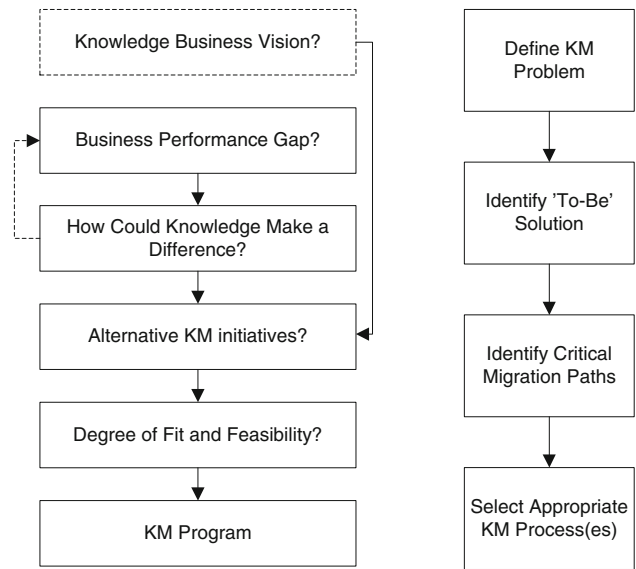 Knowledge Business Vision?
Business Performance Gap?
How Could Knowledge Make a
Difference?
Alternative KM initiatives?
Degree of Fit and Feasibility?
KM Program
Define KM
Problem
Identify 'To-Be'
Solution
Identify Critical
Migration Paths
Select Appropriate
KM Process(es)